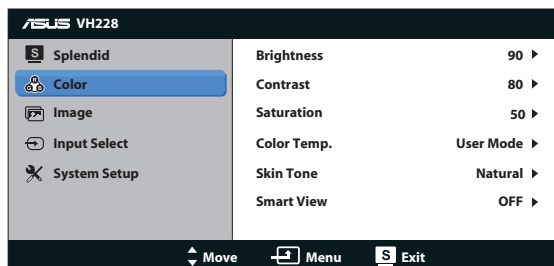 ASUS VH228
S Splendid
Color
Image
Input Select
System Setup
Brightness 90
Contrast 80
Saturation 50
Color Temp. User Mode
Skin Tone Natural
Smart View OFF
Move Menu S Exit